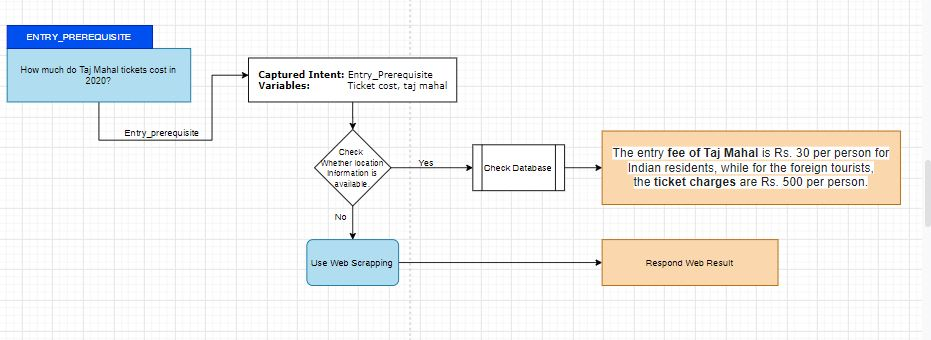 ENTRY_PREREQUISITE
How much do Taj Mahal tickets cost in
2020?
Entry_prerequisite
Captured Intent: Entry_Prerequisite
Variables: Ticket cost, taj mahal
Check
Whether location
Information is
available.
Yes
Check Database
The entry fee of Taj Mahal is Rs. 30 per person for
Indian residents, while for the foreign tourists,
the ticket charges are Rs. 500 per person.
No
Use Web Scrapping
Respond Web Result